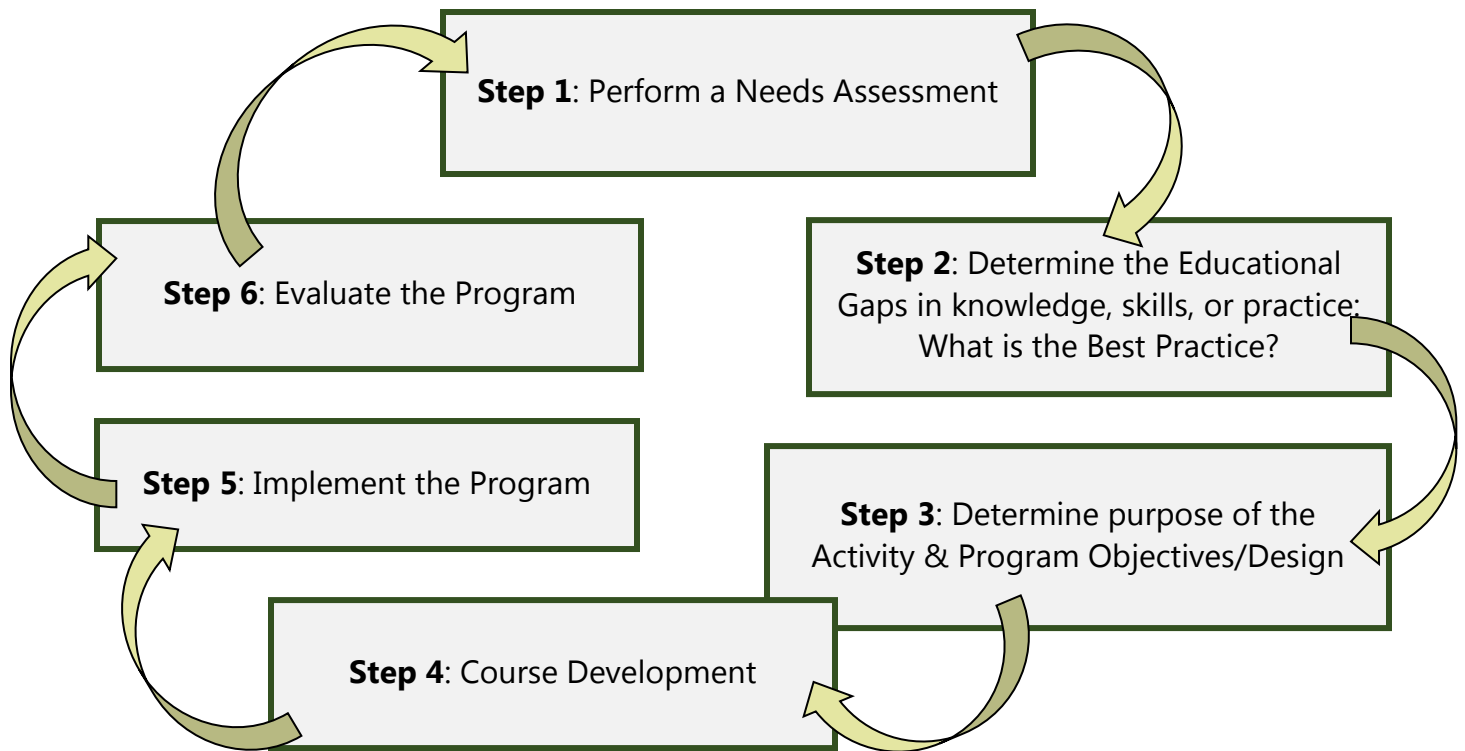 Step 1: Perform a Needs Assessment
Step 2: Determine the Educational
Gaps in knowledge, skills, or practice:
What is the Best Practice?
Step 3: Determine purpose of the
Activity & Program Objectives/Design
Step 4: Course Development
Step 5: Implement the Program
Step 6: Evaluate the Program